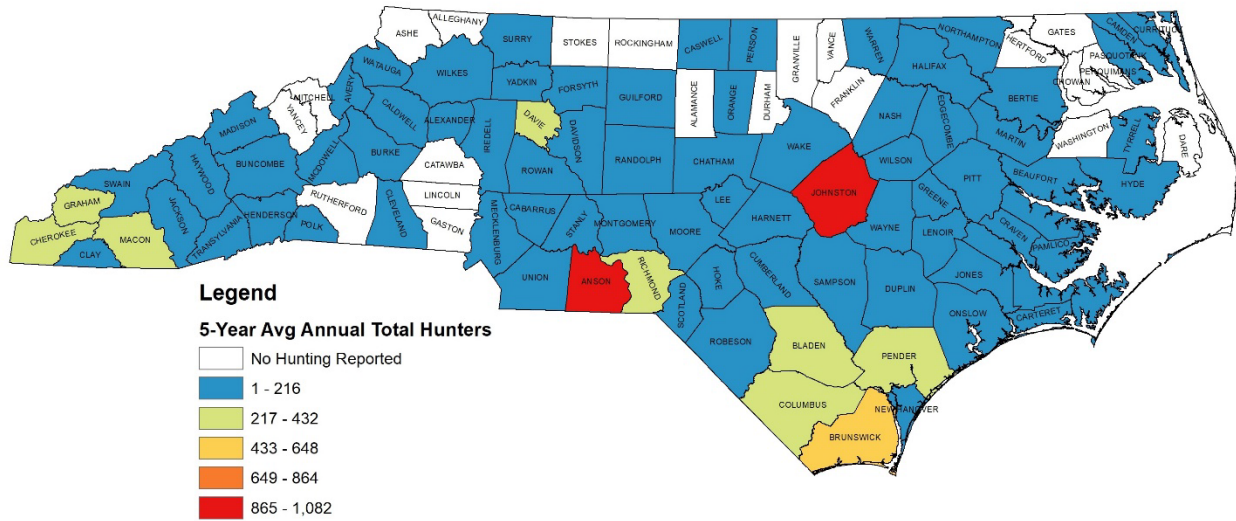 ALLEGHANY
ASHE
SURRY
STOKES
ROCKINGHAM
CASWELL
PERSON
GRANVILLE
VANCE
WARREN
NORTHAMPTON
HERTFORD
GATES
CAMDEN
CURRITUCK
PASQUOTANK
PERQUIMANS
CHOWAN
HALIFAX
WATAUGA
WILKES
YADKIN
FORSYTH
GUILFORD
ALAMANCE
ORANGE
DURHAM
FRANKLIN
NASH
EDGECOMBE
BERTIE
MARTIN
WASHINGTON
TYRRELL
DARE
MITCHELL
YANCEY
AVERY
CALDWELL
ALEXANDER
IREDELL
DAVIE
DAVIDSON
RANDOLPH
CHATHAM
WAKE
WILSON
PITT
BEAUFORT
HYDE
MADISON
HAYWOOD
BUNCOMBE
MCDOWELL
BURKE
CATAWBA
ROWAN
LINCOLN
JOHNSTON
GREENE
SWAIN
GRAHAM
CHEROKEE
MACON
CLAY
JACKSON
TRANSYLVANIA
HENDERSON
POLK
RUTHERFORD
CLEVELAND
GASTON
MECKLENBURG
CABARRUS
STANLY
MONTGOMERY
MOORE
LEE
HARNETT
WAYNE
LENOIR
CRAVEN
PAMLICO
JONES
UNION
ANSON
RICHMOND
SCOTLAND
HOKE
CUMBERLAND
SAMPSON
DUPLIN
ONSLOW
CARTERET
ROBESON
BLADEN
PENDER
COLUMBUS
NEW HANOVER
BRUNSWICK
Legend
5-Year Avg Annual Total Hunters
No Hunting Reported
1 - 216
217 - 432
433 - 648
649 - 864
865 - 1,082